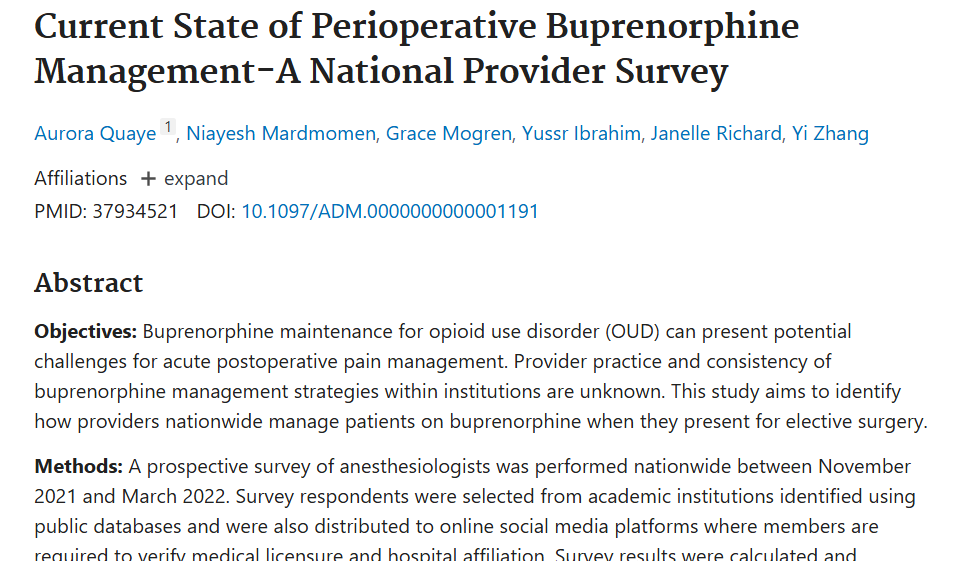 Current State of Perioperative Buprenorphine
Management-A National Provider Survey
Aurora Quaye 1, Niayesh Mardmomen, Grace Mogren, Yussr Ibrahim, Janelle Richard, Yi Zhang
Affiliations + expand
PMID: 37934521 DOI: 10.1097/ADM.0000000000001191
Abstract
Objectives: Buprenorphine maintenance for opioid use disorder (OUD) can present potential
challenges for acute postoperative pain management. Provider practice and consistency of
buprenorphine management strategies within institutions are unknown. This study aims to identify
how providers nationwide manage patients on buprenorphine when they present for elective surgery.
Methods: A prospective survey of anesthesiologists was performed nationwide between November
2021 and March 2022. Survey respondents were selected from academic institutions identified using
public databases and were also distributed to online social media platforms where members are
required to verify medical licensure and hospital affiliation. Survey results were calculated and